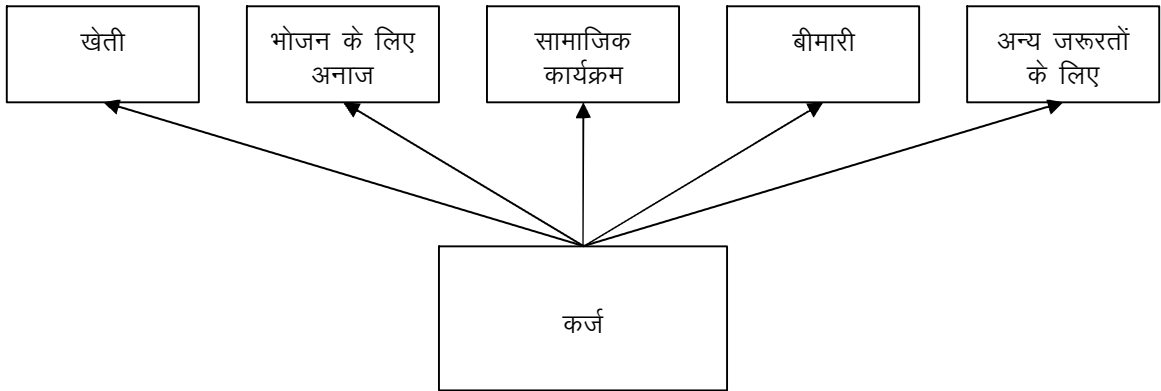 खेती
भोजन के लिए
अनाज
सामाजिक
कार्यक्रम
बीमारी
अन्य जरूरतों
के लिए
कर्ज